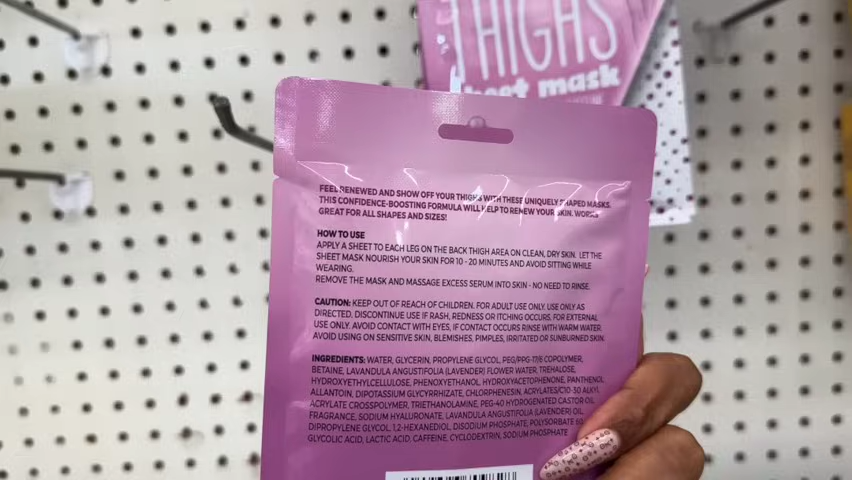 THIGHS
sheet mask
FEEL RENEWED AND SHOW OFF YOUR THIGHS WITH THESE UNIQUELY SHAPED MASKS.
THIS CONFIDENCE-BOOSTING FORMULA WILL HELP TO RENEW YOUR SKIN. WORKS
GREAT FOR ALL SHAPES AND SIZES!
HOW TO USE
APPLY A SHEET TO EACH LEG ON THE BACK THIGH AREA ON CLEAN, DRY SKIN. LET THE
SHEET MASK NOURISH YOUR SKIN FOR 10 - 20 MINUTES AND AVOID SITTING WHILE
WEARING.
REMOVE THE MASK AND MASSAGE EXCESS SERUM INTO SKIN - NO NEED TO RINSE.
CAUTION: KEEP OUT OF REACH OF CHILDREN. FOR ADULT USE ONLY. USE ONLY AS
DIRECTED. DISCONTINUE USE IF RASH, REDNESS OR ITCHING OCCURS. FOR EXTERNAL
USE ONLY. AVOID CONTACT WITH EYES, IF CONTACT OCCURS RINSE WITH WARM WATER.
AVOID USING ON SENSITIVE SKIN, BLEMISHES, PIMPLES, IRRITATED OR SUNBURNED SKIN.
INGREDIENTS: WATER, GLYCERIN, PROPYLENE GLYCOL, PEG/PPG-17/6 COPOLYMER,
BETAINE, LAVANDULA ANGUSTIFOLIA (LAVENDER) FLOWER WATER, TREHALOSE,
HYDROXYETHYLCELLULOSE, PHENOXYETHANOL, HYDROXYACETOPHENONE, PANTHENOL,
ALLANTOIN, DIPOTASSIUM GLYCYRRHIZATE, CHLORPHENESIN, ACRYLATES/C10-30 ALKYL
ACRYLATE CROSSPOLYMER, TRIETHANOLAMINE, PEG-40 HYDROGENATED CASTOR OIL,
FRAGRANCE, SODIUM HYALURONATE, LAVANDULA ANGUSTIFOLIA (LAVENDER) OIL,
DIPROPYLENE GLYCOL, 1,2-HEXANEDIOL, DISODIUM PHOSPHATE, POLYSORBATE 60,
GLYCOLIC ACID, LACTIC ACID, CAFFEINE, CYCLODEXTRIN, SODIUM PHOSPHATE